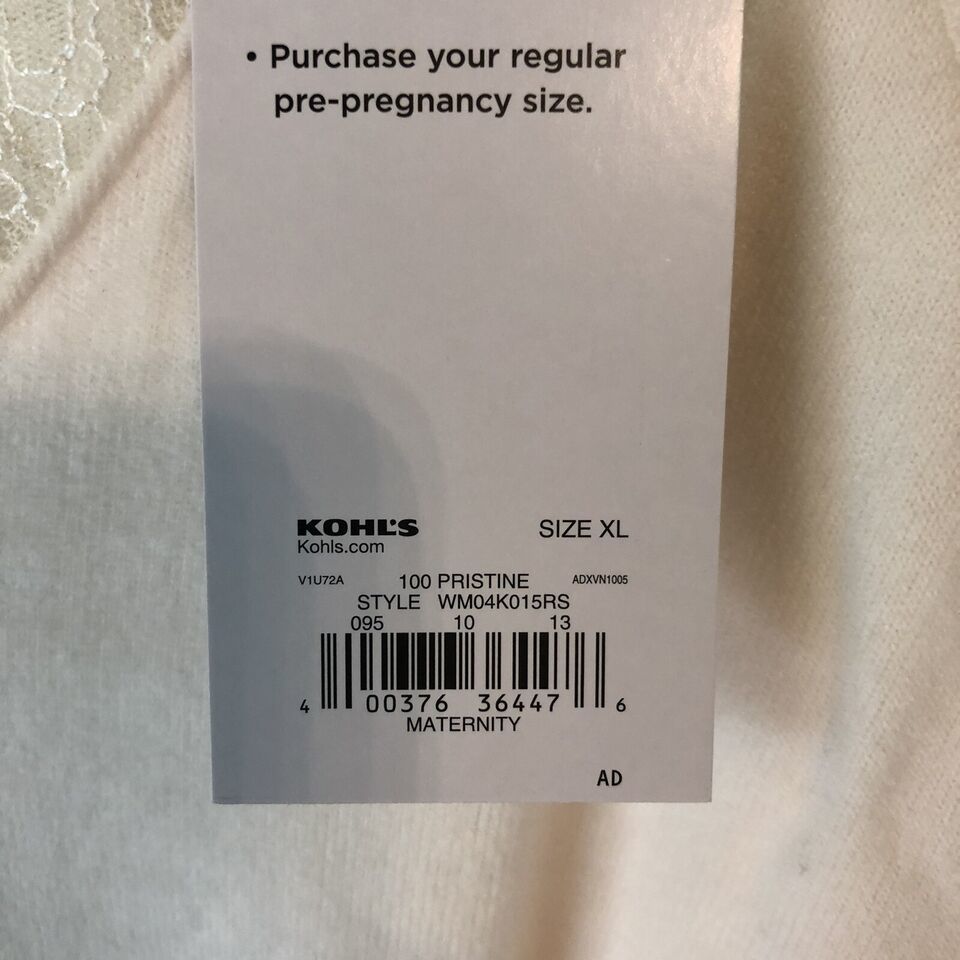 • Purchase your regular
pre-pregnancy size.
KOHL'S SIZE XL
Kohls.com
V1U72A 100 PRISTINE ADXVN1005
STYLE WM04K015RS
095 10 13
4 00376 36447 6
MATERNITY
AD